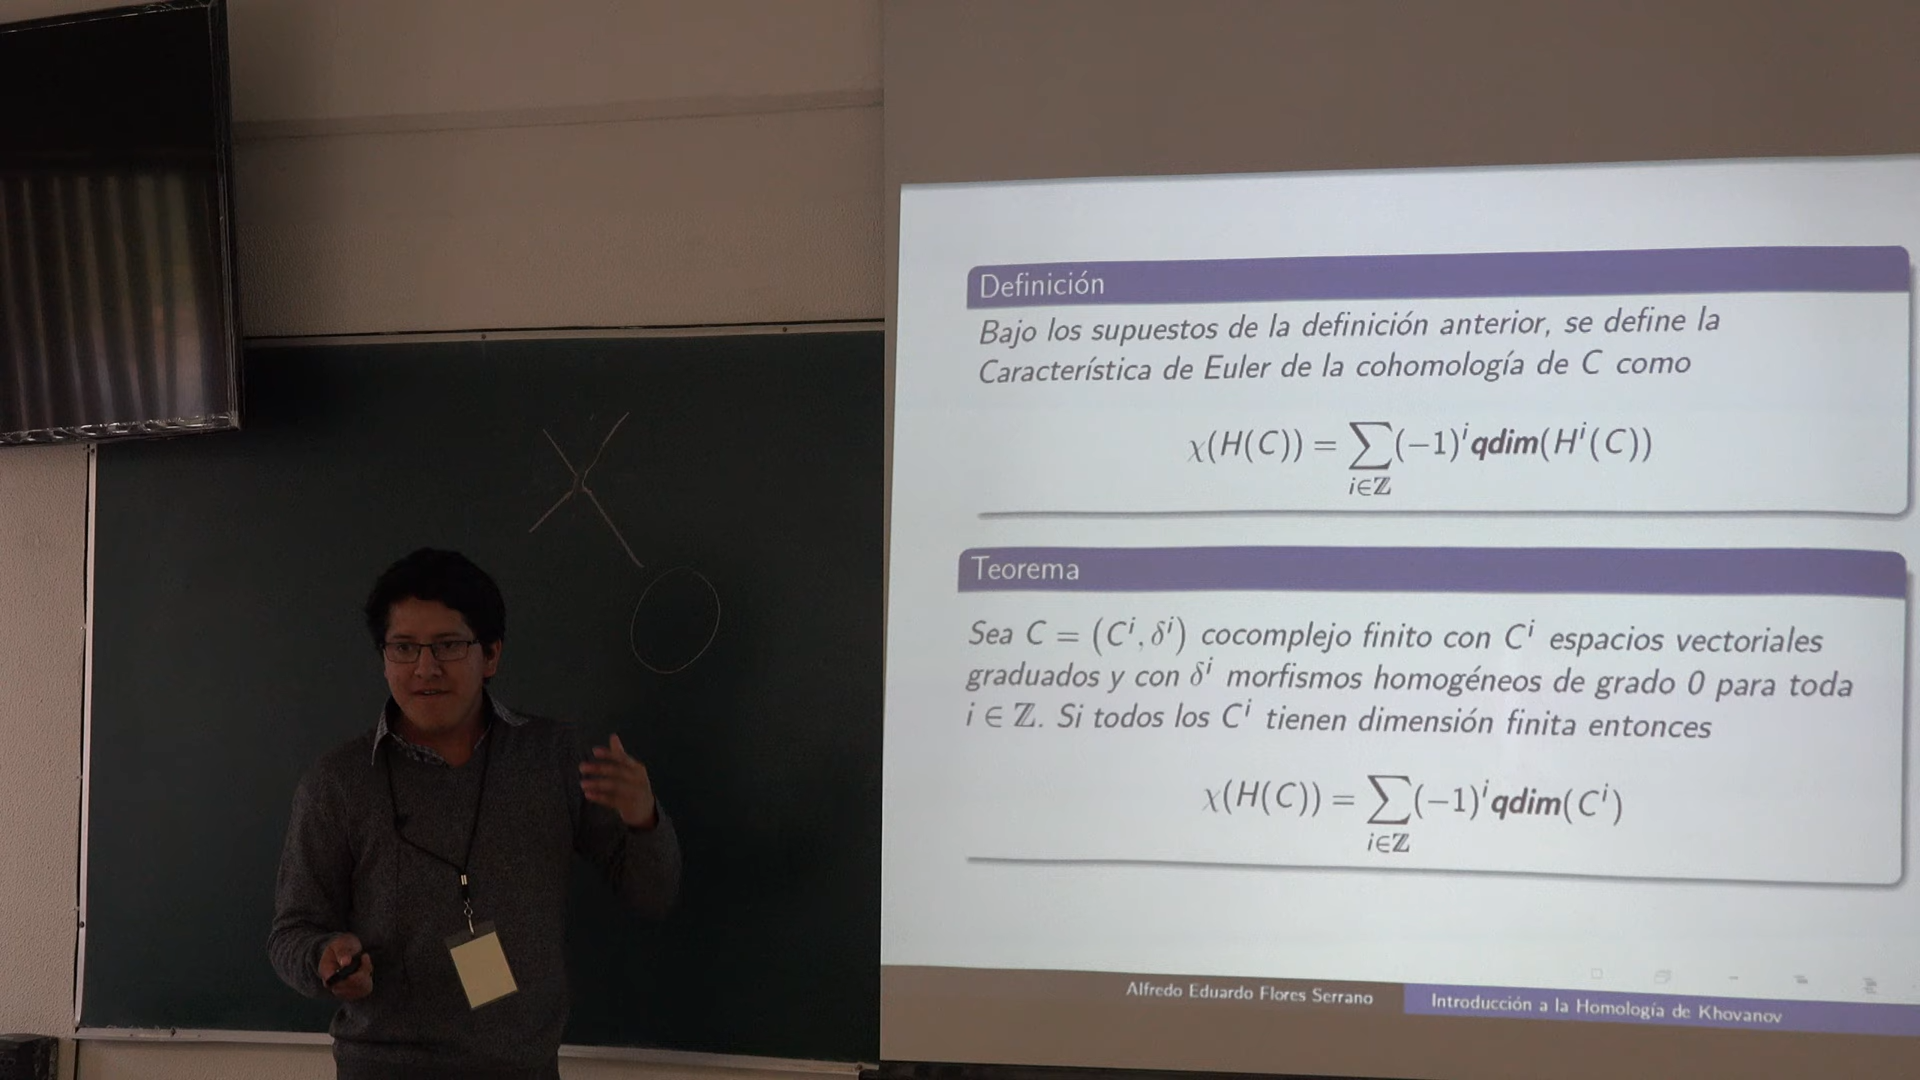 Definición
Bajo los supuestos de la definición anterior, se define la
Característica de Euler de la cohomología de C como
χ(H(C)) = ∑(−1)^i qdim(H^i(C))
i∈ℤ
Teorema
Sea C = (C^i, δ^i) cocomplejo finito con C^i espacios vectoriales
graduados y con δ^i morfismos homogéneos de grado 0 para toda
i ∈ ℤ. Si todos los C^i tienen dimensión finita entonces
χ(H(C)) = ∑(−1)^i qdim(C^i)
i∈ℤ
Alfredo Eduardo Flores Serrano
Introducción a la Homología de Khovanov